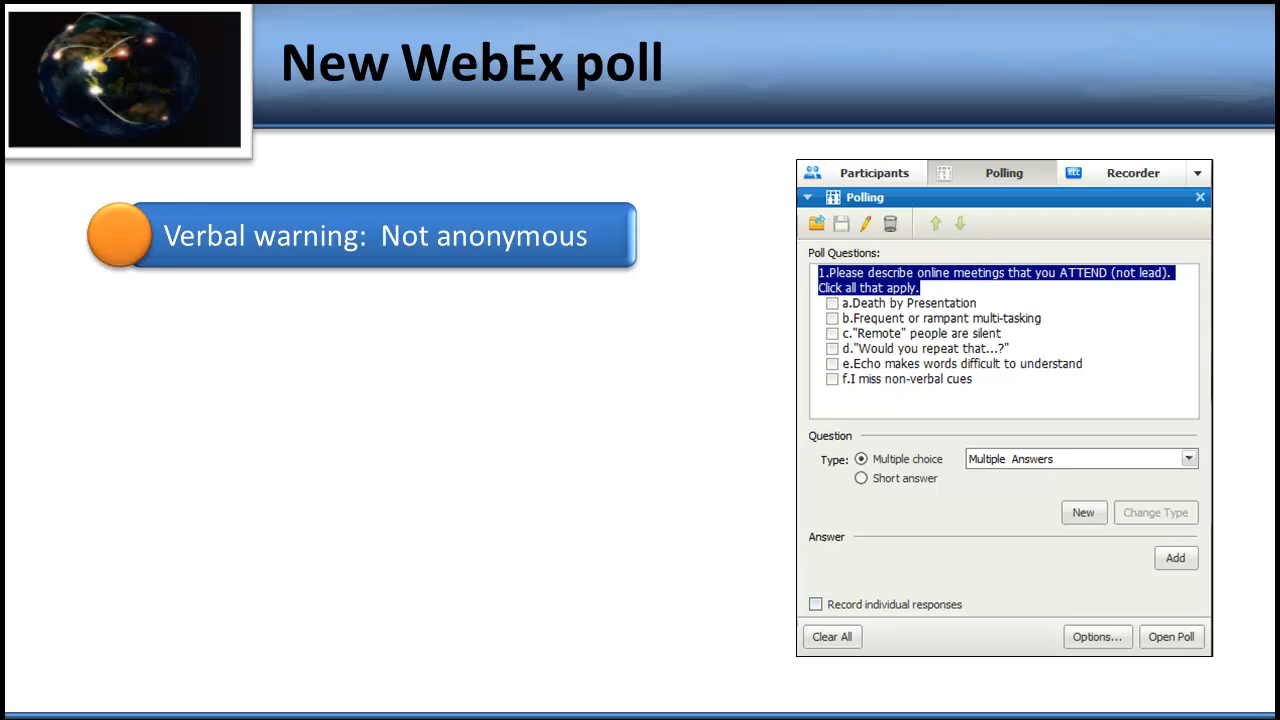 New WebEx poll
Verbal warning:  Not anonymous
Participants
Polling
REC
Recorder
Polling
Poll Questions:
1.Please describe online meetings that you ATTEND (not lead).
Click all that apply.
a.Death by Presentation
b.Frequent or rampant multi-tasking
c."Remote" people are silent
d."Would you repeat that...?"
e.Echo makes words difficult to understand
f.I miss non-verbal cues
Question
Type: Multiple choice Multiple Answers
Short answer
New Change Type
Answer
Add
Record individual responses
Clear All Options... Open Poll